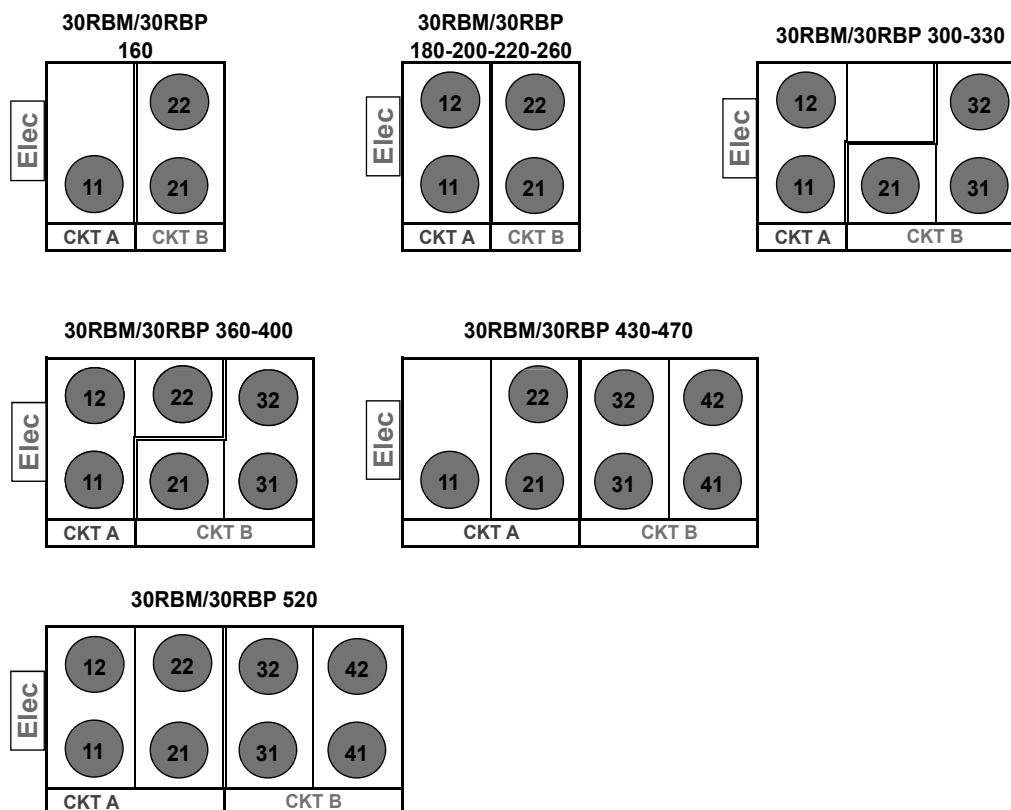 30RBM/30RBP
160
Elec
22
11 21
CKT A CKT B
30RBM/30RBP
180-200-220-260
Elec
12 22
11 21
CKT A CKT B
30RBM/30RBP 300-330
Elec
12 32
11 21 31
CKT A CKT B
30RBM/30RBP 360-400
Elec
12 22 32
11 21 31
CKT A CKT B
30RBM/30RBP 430-470
Elec
22 32 42
11 21 31 41
CKT A CKT B
30RBM/30RBP 520
Elec
12 22 32 42
11 21 31 41
CKT A CKT B